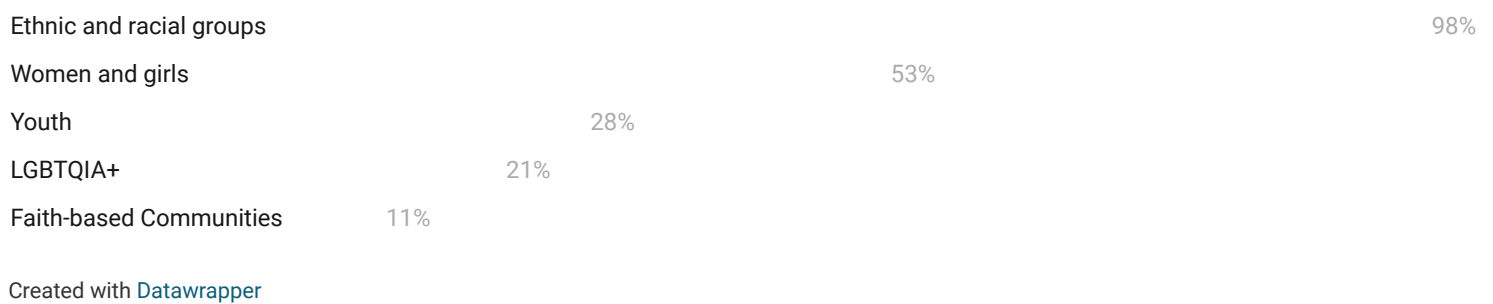 Ethnic and racial groups 98%
Women and girls 53%
Youth 28%
LGBTQIA+ 21%
Faith-based Communities 11%
Created with Datawrapper